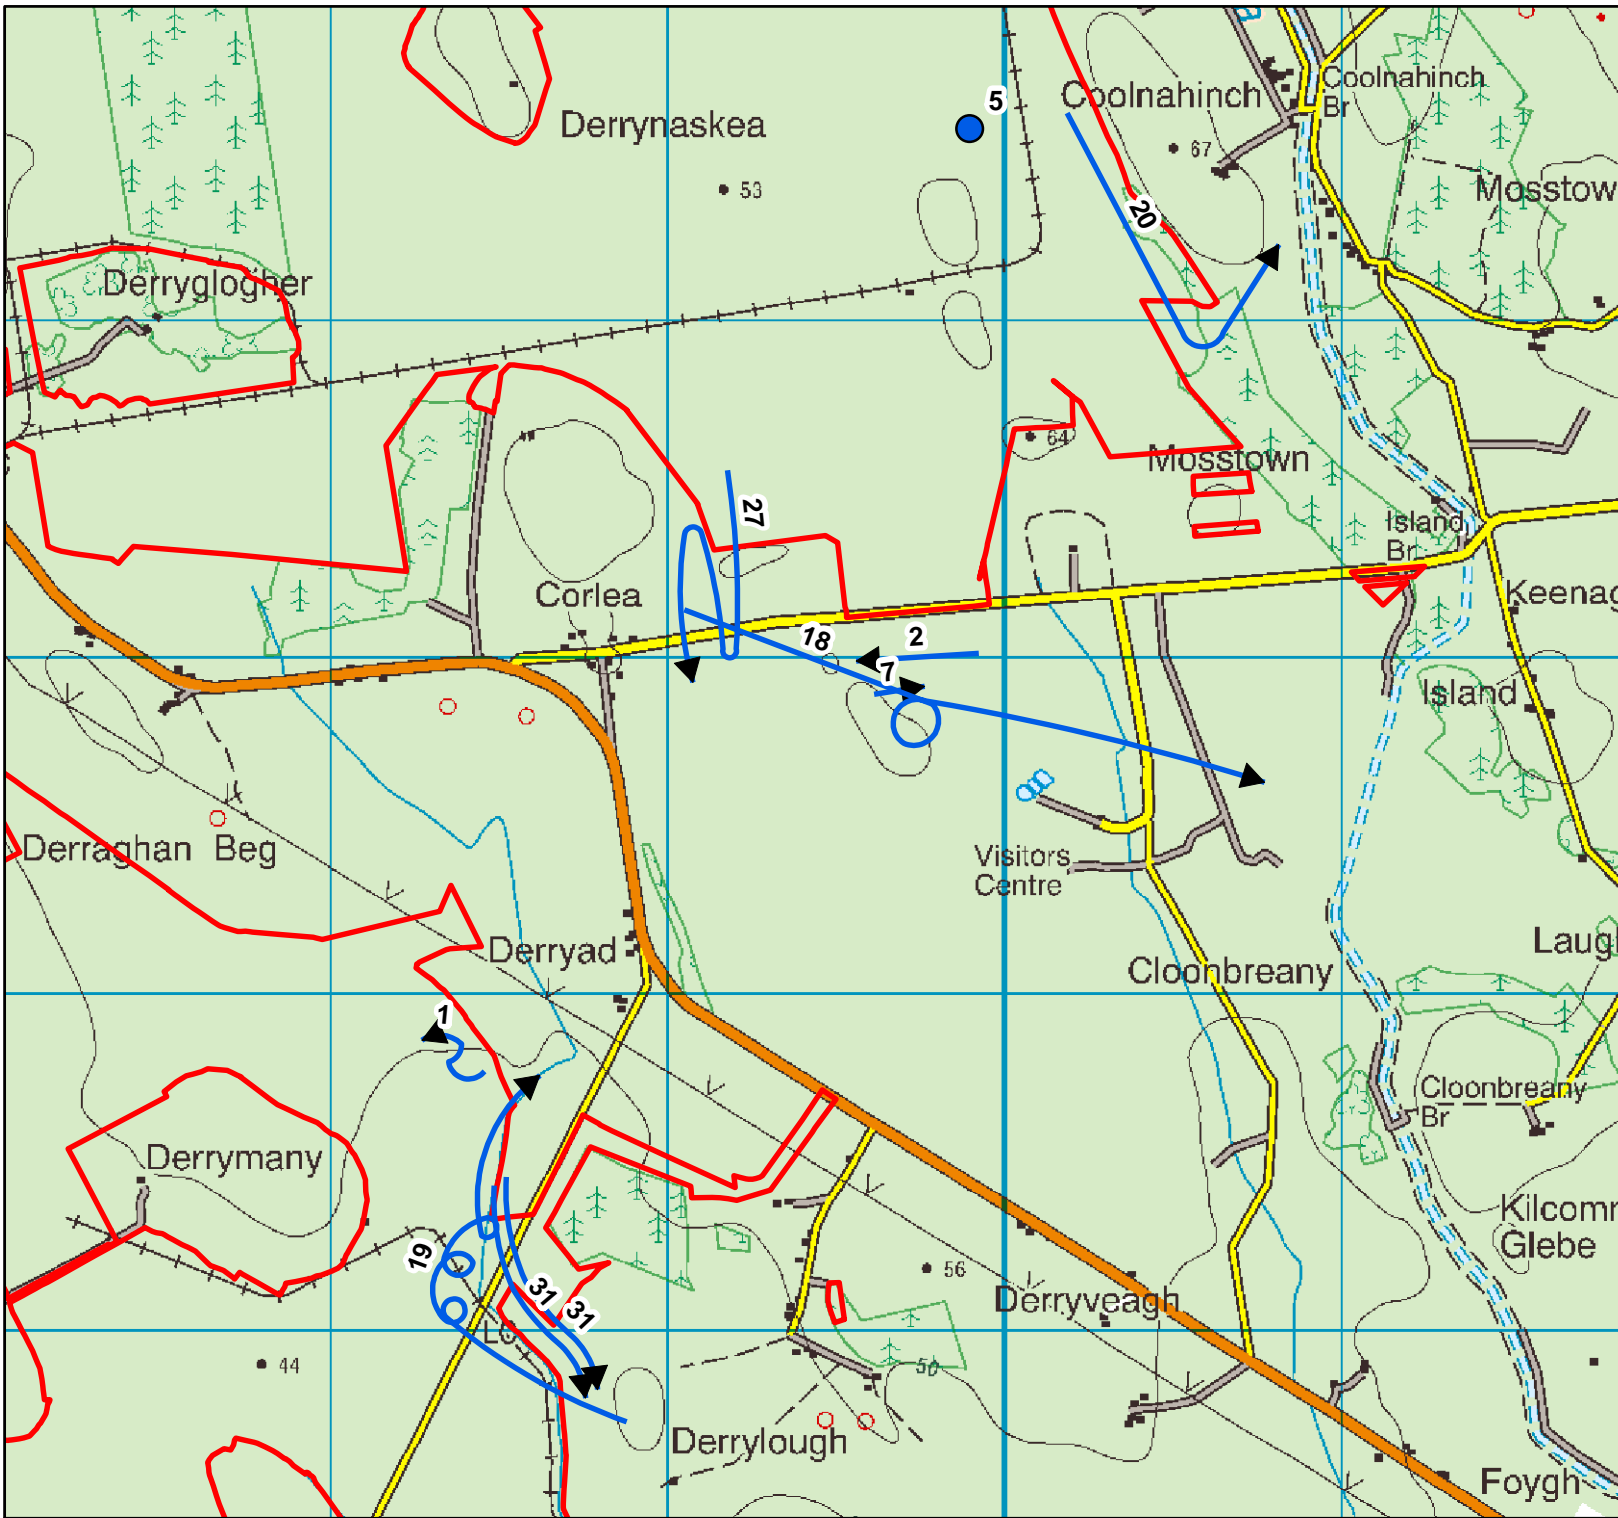 Coolnahinch
Coolnahinch
Br
5
Derrynaskea
67
53
Mosstow
20
Derryglogher
64
Mosstown
27
Island
Br
Corlea
Keenag
18
2
7
Island
Derraghan Beg
Visitors
Centre
Derryad
Laugh
Cloonbreany
1
Cloonbreany
Br
Derrymany
Kilcomm
Glebe
19
56
31
31
Derryveagh
LC
44
50
Derrylough
Foygh